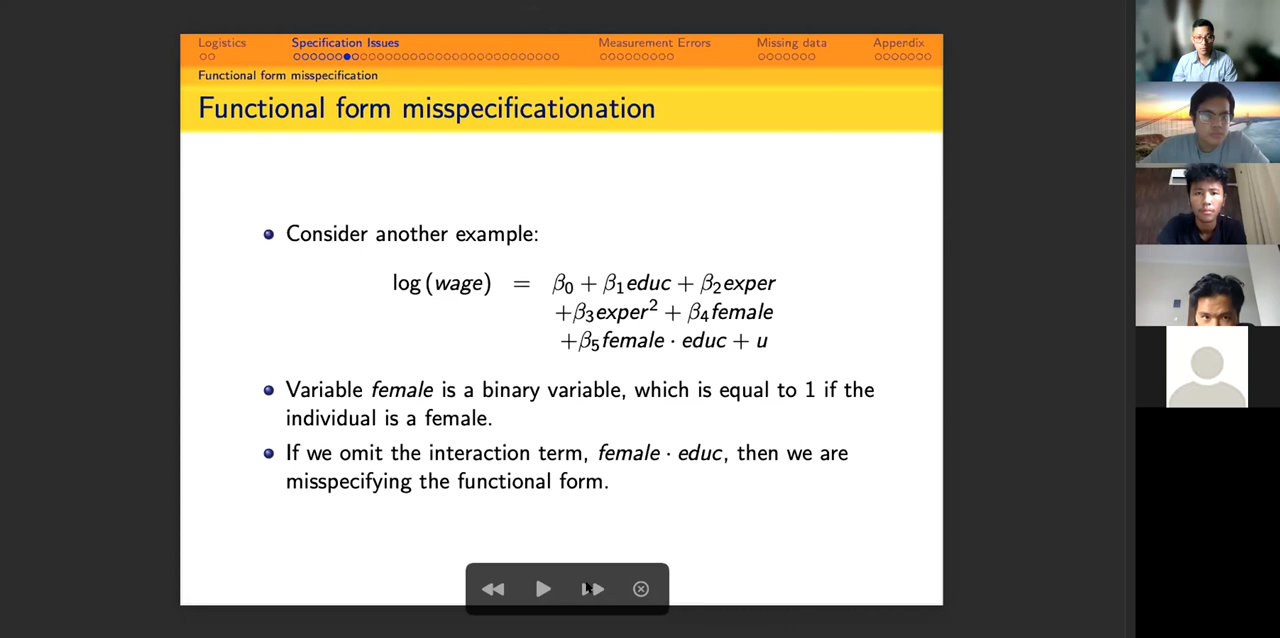 Logistics Specification Issues Measurement Errors Missing data Appendix
Functional form misspecification
Functional form misspecificationation
Consider another example:
log (wage) = β₀ + β₁educ + β₂exper
+β₃exper² + β₄female
+β₅female · educ + u
Variable female is a binary variable, which is equal to 1 if the
individual is a female.
If we omit the interaction term, female · educ, then we are
misspecifying the functional form.